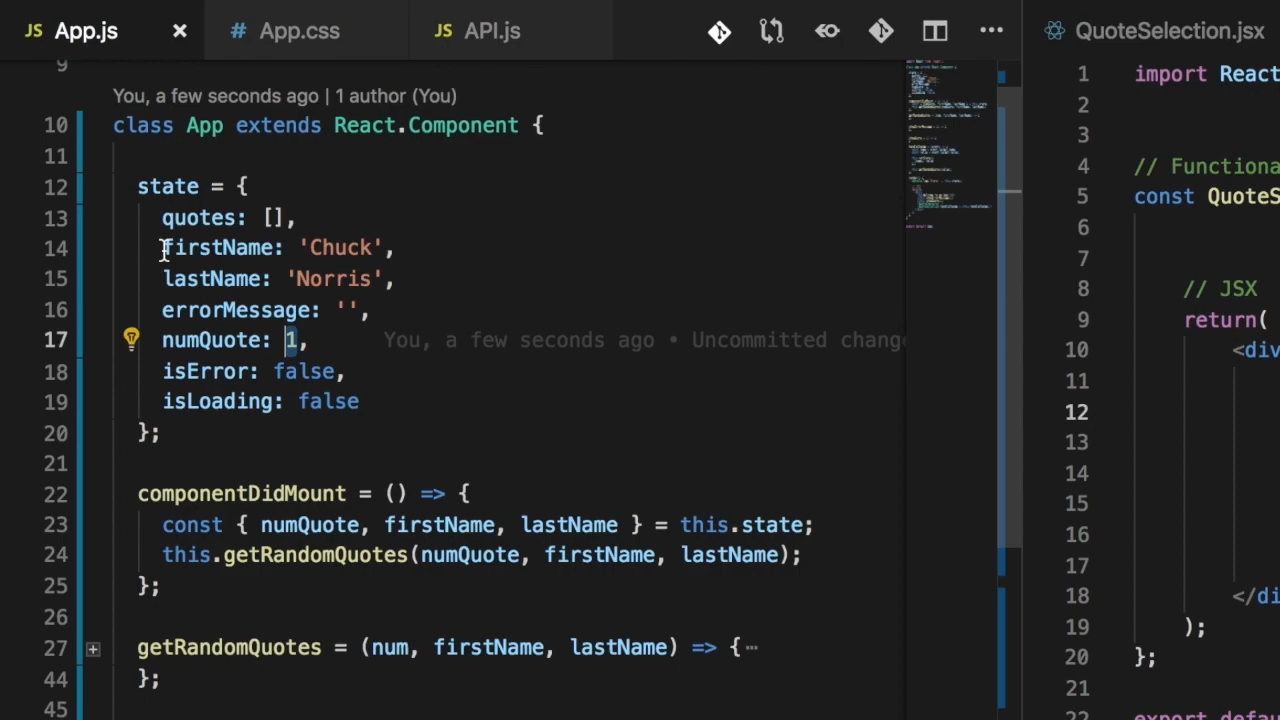 JS App.js × # App.css JS API.js ••• QuoteSelection.jsx
9
You, a few seconds ago | 1 author (You)
10 class App extends React.Component {
11
12 state = {
13 quotes: [],
14 firstName: 'Chuck',
15 lastName: 'Norris',
16 errorMessage: '',
17 numQuote: 1, You, a few seconds ago • Uncommitted change
18 isError: false,
19 isLoading: false
20 };
21
22 componentDidMount = () => {
23 const { numQuote, firstName, lastName } = this.state;
24 this.getRandomQuotes(numQuote, firstName, lastName);
25 };
26
27 getRandomQuotes = (num, firstName, lastName) => {⋯
44 };
45
1 import React
2
3
4 // Functiona
5 const QuoteS
6
7
8 // JSX
9 return(
10 <div
11
12
13
14
15
16
17
18 </di
19 );
20 };
21
22 export defau